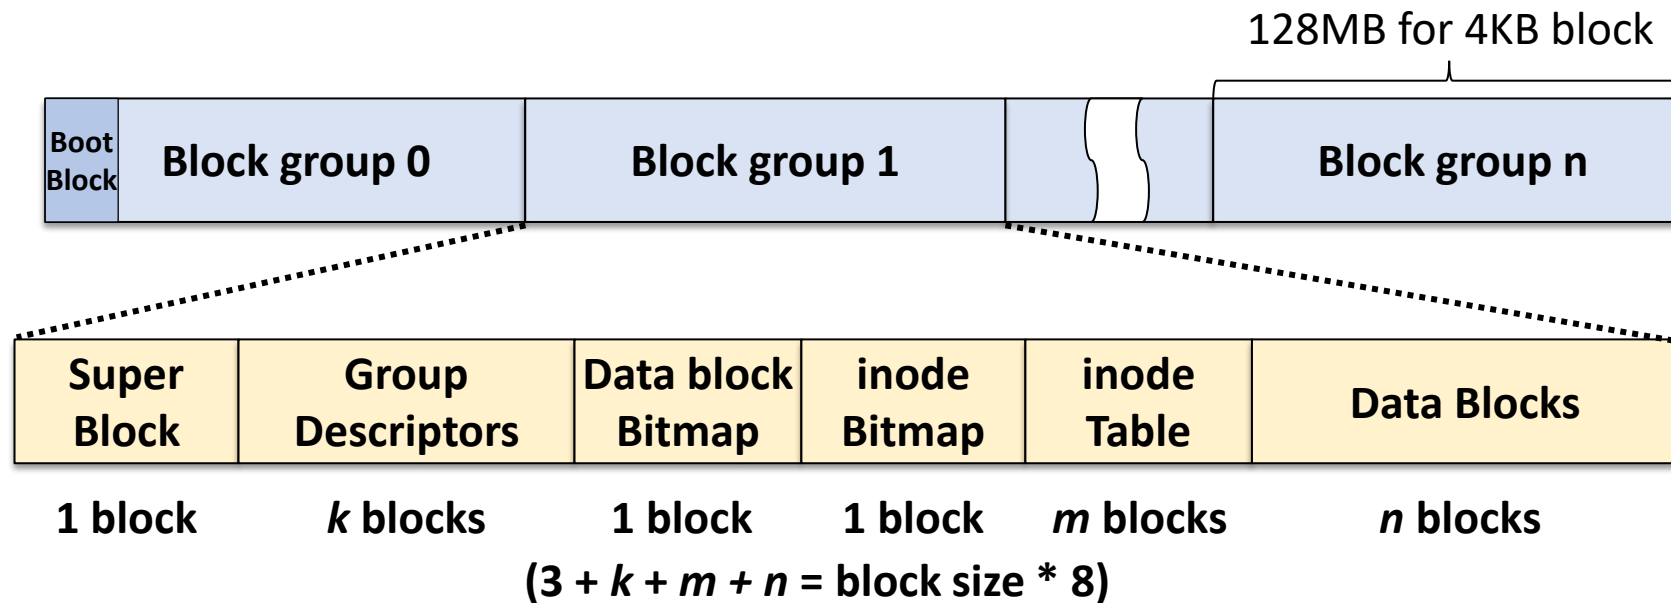 128MB for 4KB block
Boot
Block
Block group 0
Block group 1
Block group n
Super
Block
Group
Descriptors
Data block
Bitmap
inode
Bitmap
inode
Table
Data Blocks
1 block
k blocks
1 block
1 block
m blocks
n blocks
(3 + k + m + n = block size * 8)